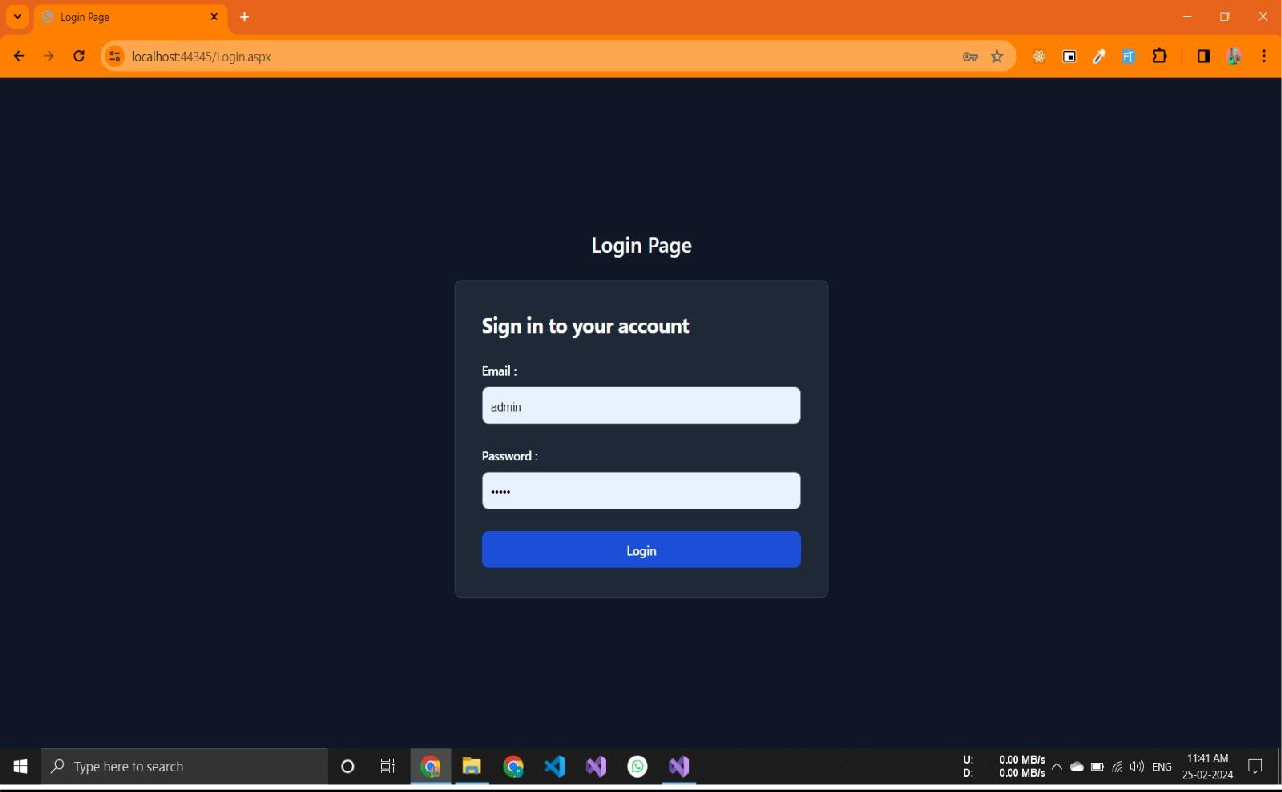 Login Page
localhost:44345/Login.aspx
FT
Login Page
Sign in to your account
Email :
admin
Password :
•••••
Login
Type here to search
U: 0.00 MB/s
D: 0.00 MB/s
ENG
11:41 AM
25-02-2024